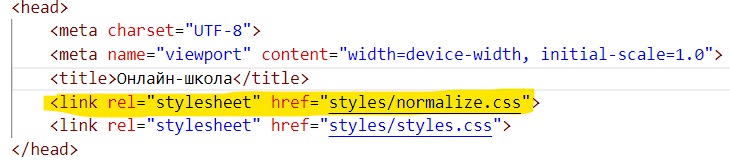 <head>
<meta charset="UTF-8">
<meta name="viewport" content="width=device-width, initial-scale=1.0">
<title>Онлайн-школа</title>
<link rel="stylesheet" href="styles/normalize.css">
<link rel="stylesheet" href="styles/styles.css">
</head>